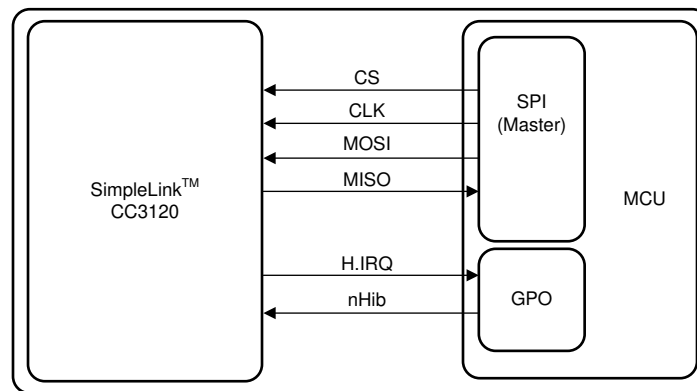 SimpleLink™
CC3120
CS
CLK
MOSI
MISO
H.IRQ
nHib
SPI
(Master)
GPO
MCU